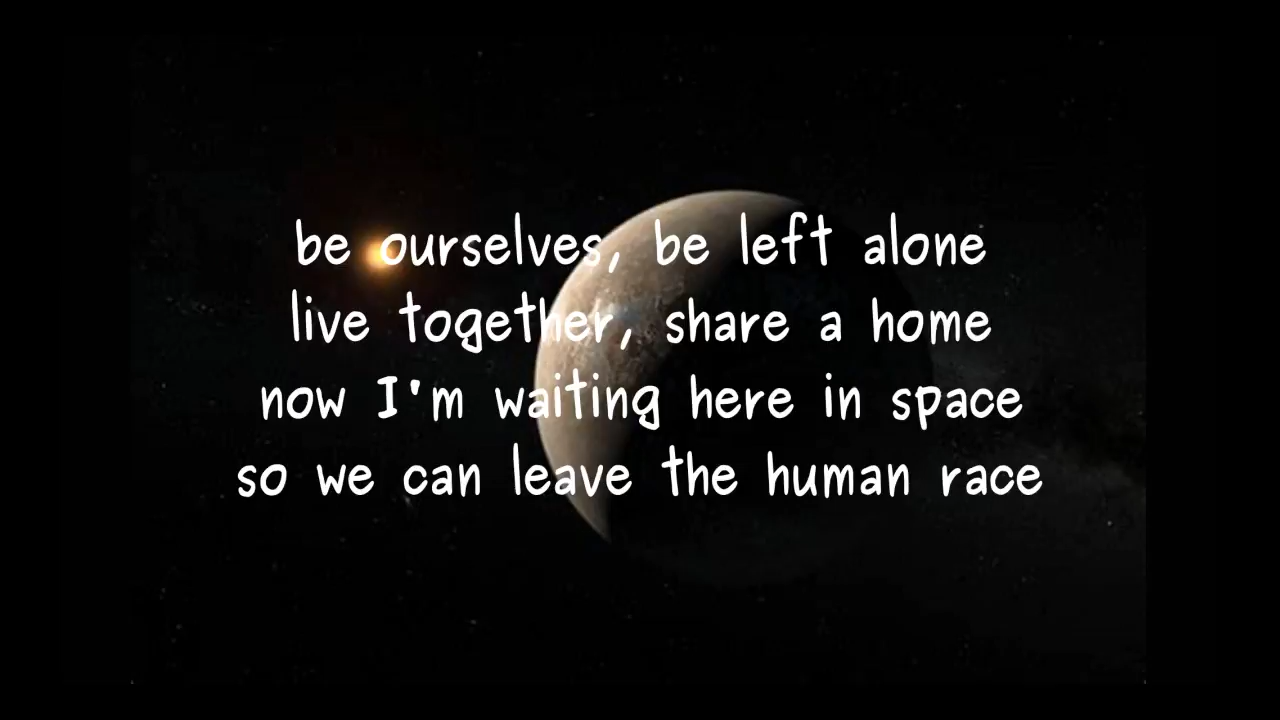 be ourselves, be left alone
live together, share a home
now I'm waiting here in space
so we can leave the human race